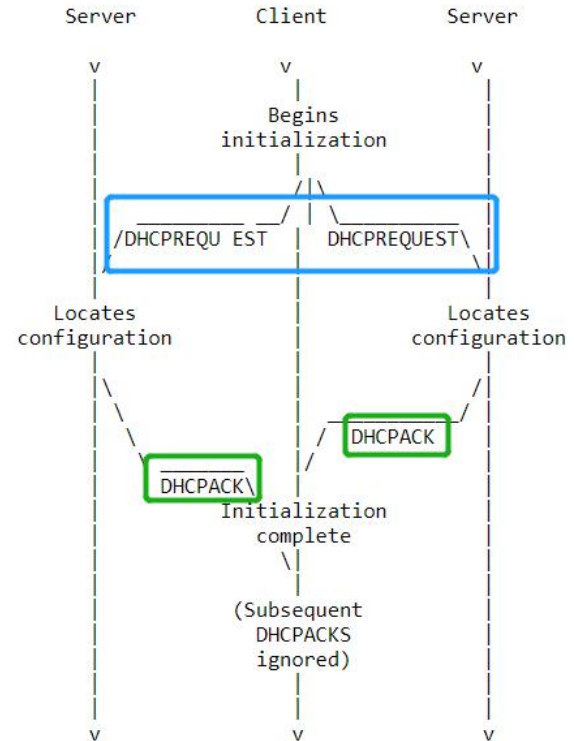 Server Client Server
v v v
Begins
initialization
/DHCPREQU EST DHCPREQUEST\
Locates Locates
configuration configuration
DHCPACK
DHCPACK\
Initialization
complete
(Subsequent
DHCPACKS
ignored)
v v v